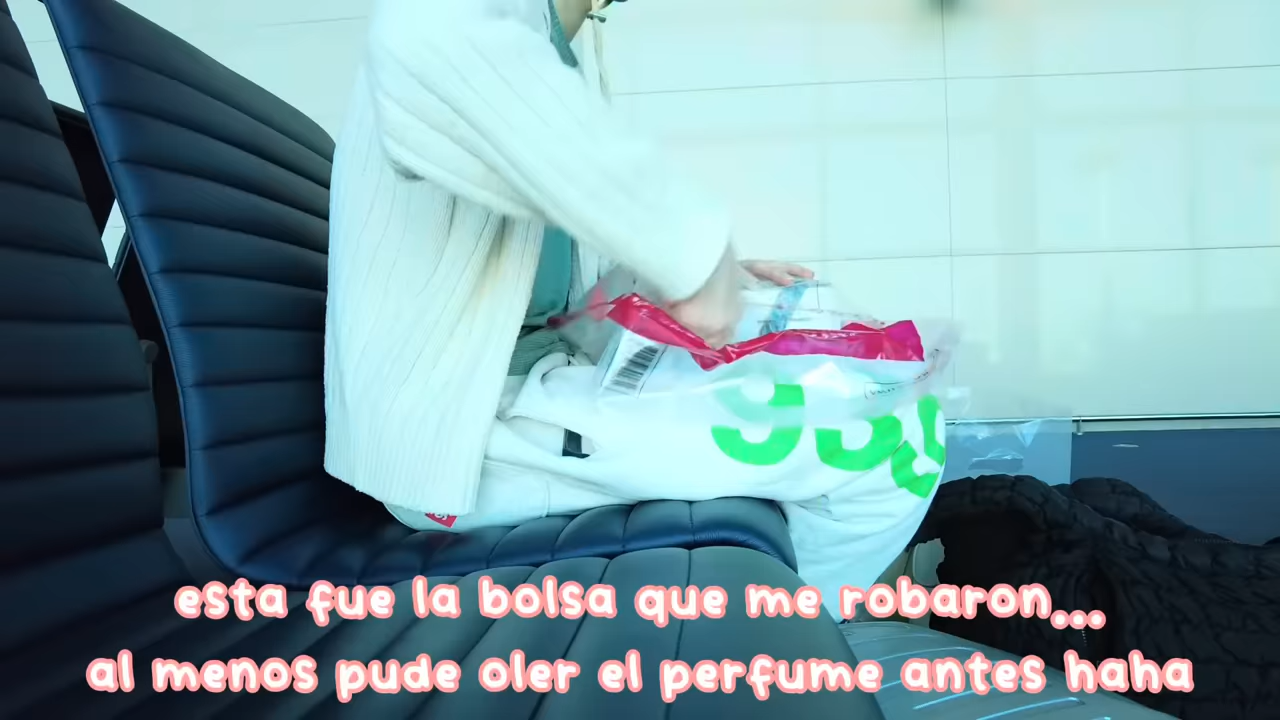 esta fue la bolsa que me robaron...
al menos pude oler el perfume antes haha